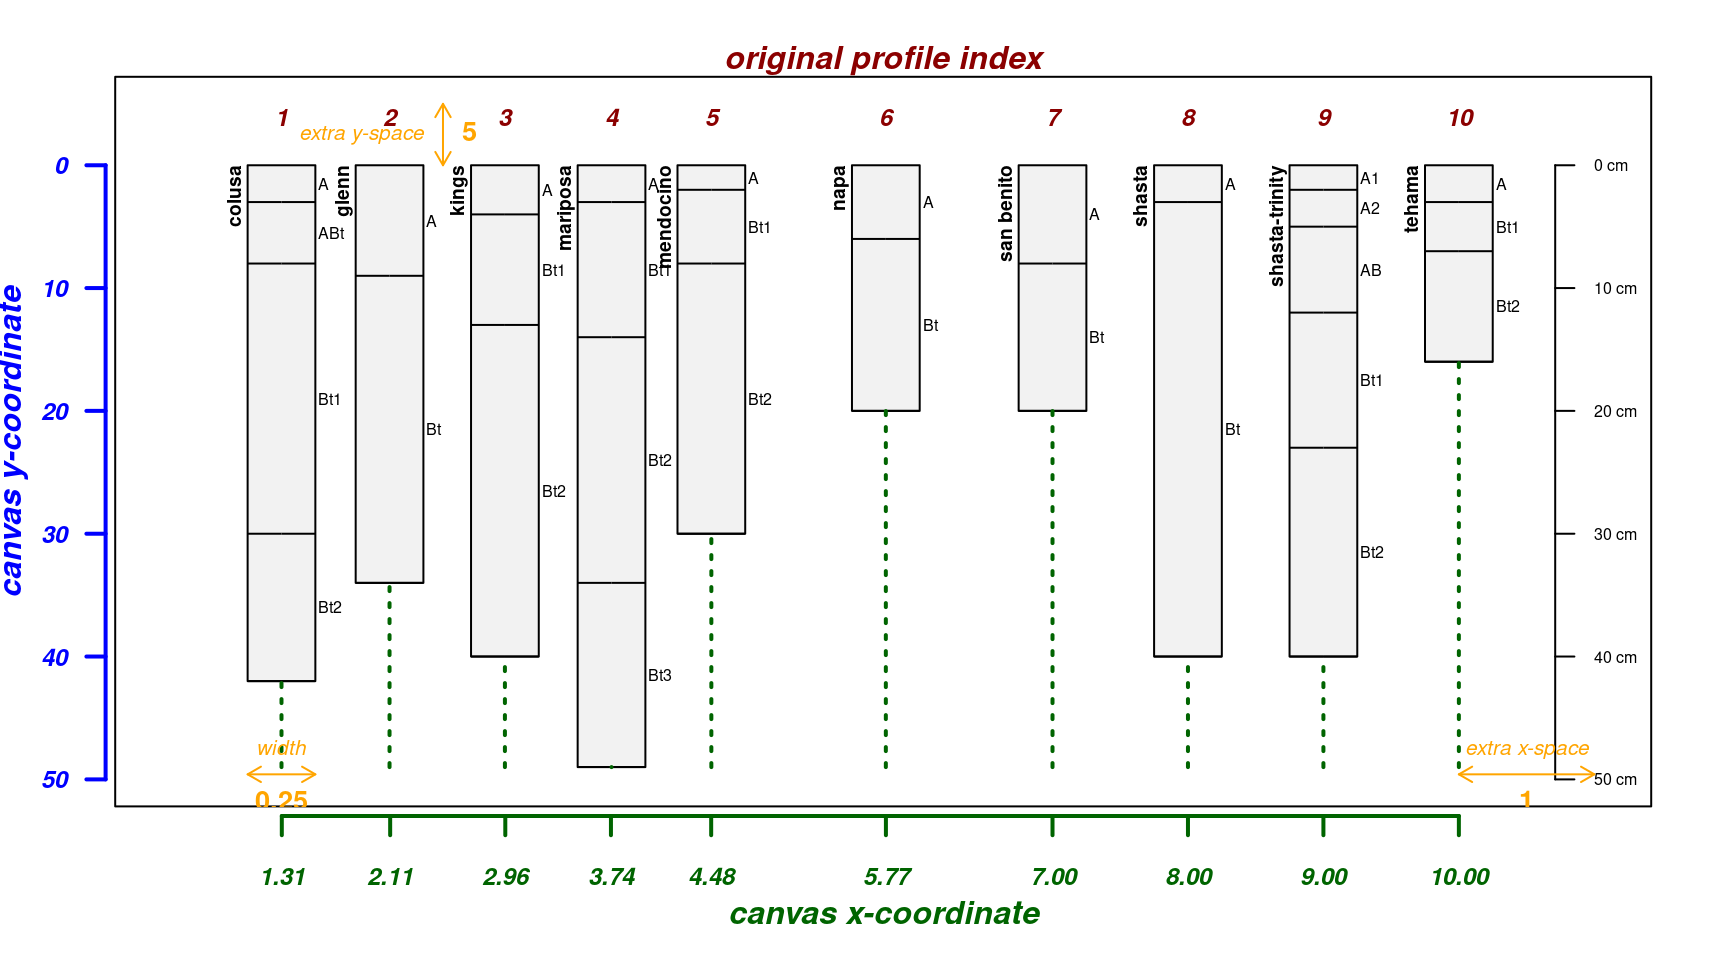 original profile index
1 2 3 4 5 6 7 8 9 10
extra y-space 5
canvas y-coordinate
0
10
20
30
40
50
colusa
A
ABt
Bt1
Bt2
glenn
A
Bt
kings
A
Bt1
Bt2
mariposa
A
Bt1
Bt2
Bt3
mendocino
A
Bt1
Bt2
napa
A
Bt
san benito
A
Bt
shasta
A
Bt
shasta-trinity
A1
A2
AB
Bt1
Bt2
tehama
A
Bt1
Bt2
0 cm
10 cm
20 cm
30 cm
40 cm
50 cm
width
0.25
extra x-space
1
1.31 2.11 2.96 3.74 4.48 5.77 7.00 8.00 9.00 10.00
canvas x-coordinate